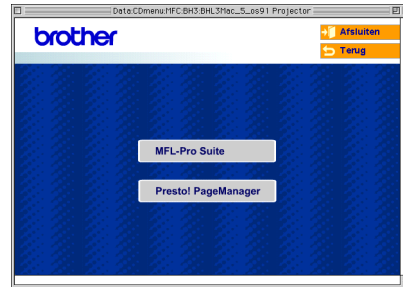 Data:CDmenu:MFC:BH3:BHL3Mac_5_os91 Projector
brother
Afsluiten
Terug
MFL-Pro Suite
Presto! PageManager